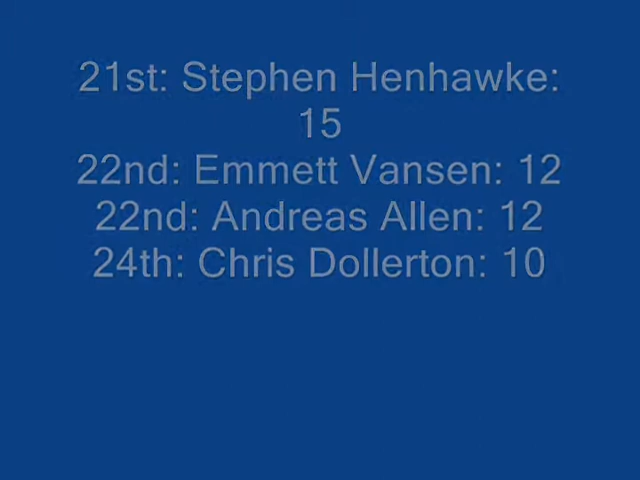 21st: Stephen Henhawke:
15
22nd: Emmett Vansen: 12
22nd: Andreas Allen: 12
24th: Chris Dollerton: 10